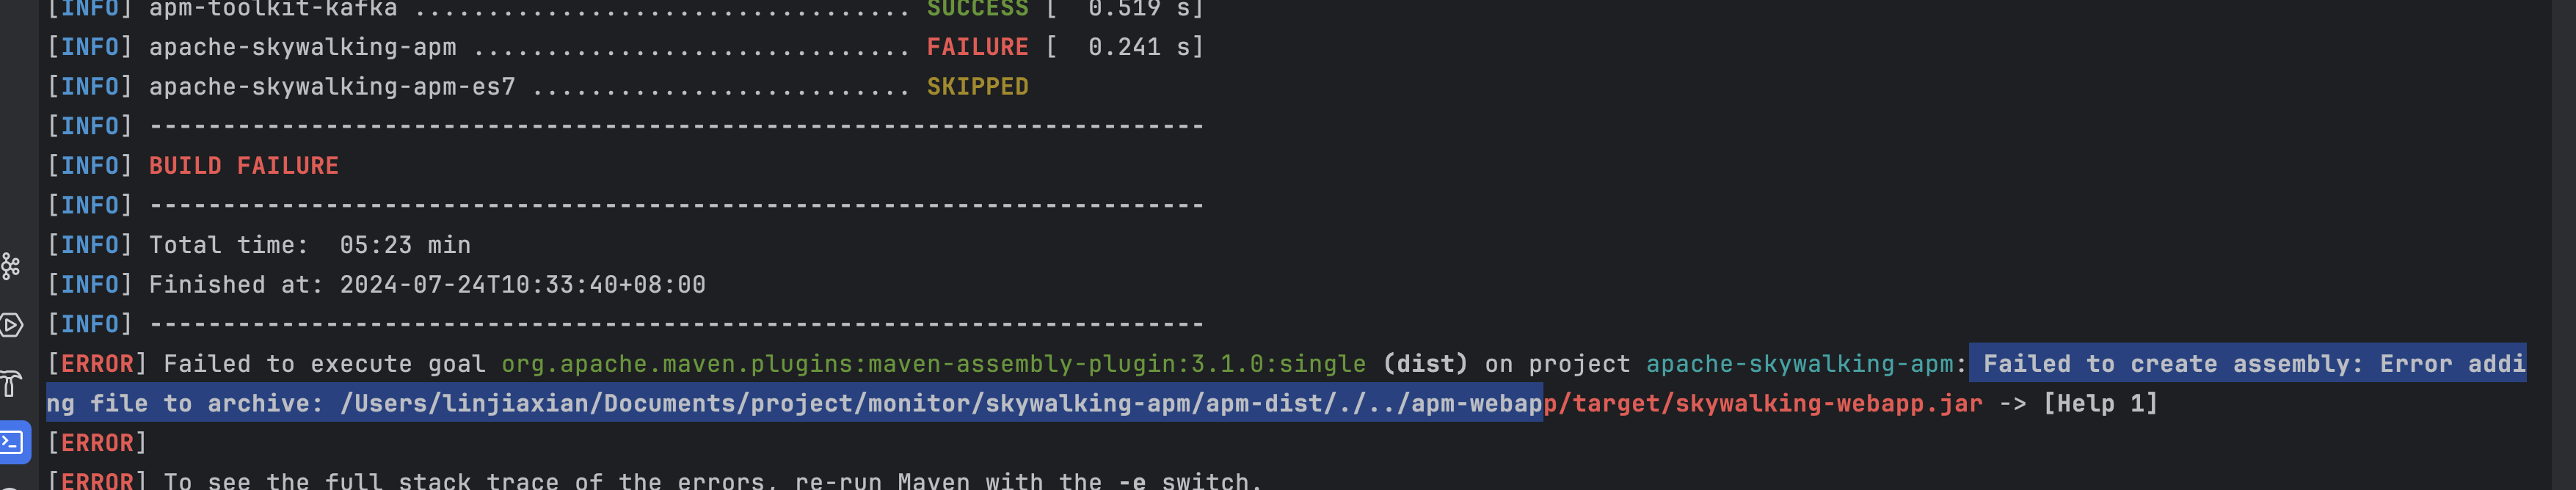 [INFO] apm-toolkit-kafka .................................. SUCCESS [  0.519 s]
[INFO] apache-skywalking-apm .............................. FAILURE [  0.241 s]
[INFO] apache-skywalking-apm-es7 .......................... SKIPPED
[INFO] ------------------------------------------------------------------------
[INFO] BUILD FAILURE
[INFO] ------------------------------------------------------------------------
[INFO] Total time:  05:23 min
[INFO] Finished at: 2024-07-24T10:33:40+08:00
[INFO] ------------------------------------------------------------------------
[ERROR] Failed to execute goal org.apache.maven.plugins:maven-assembly-plugin:3.1.0:single (dist) on project apache-skywalking-apm: Failed to create assembly: Error addi
ng file to archive: /Users/linjiaxian/Documents/project/monitor/skywalking-apm/apm-dist/./../apm-webapp/target/skywalking-webapp.jar -> [Help 1]
[ERROR]
[ERROR] To see the full stack trace of the errors, re-run Maven with the -e switch.